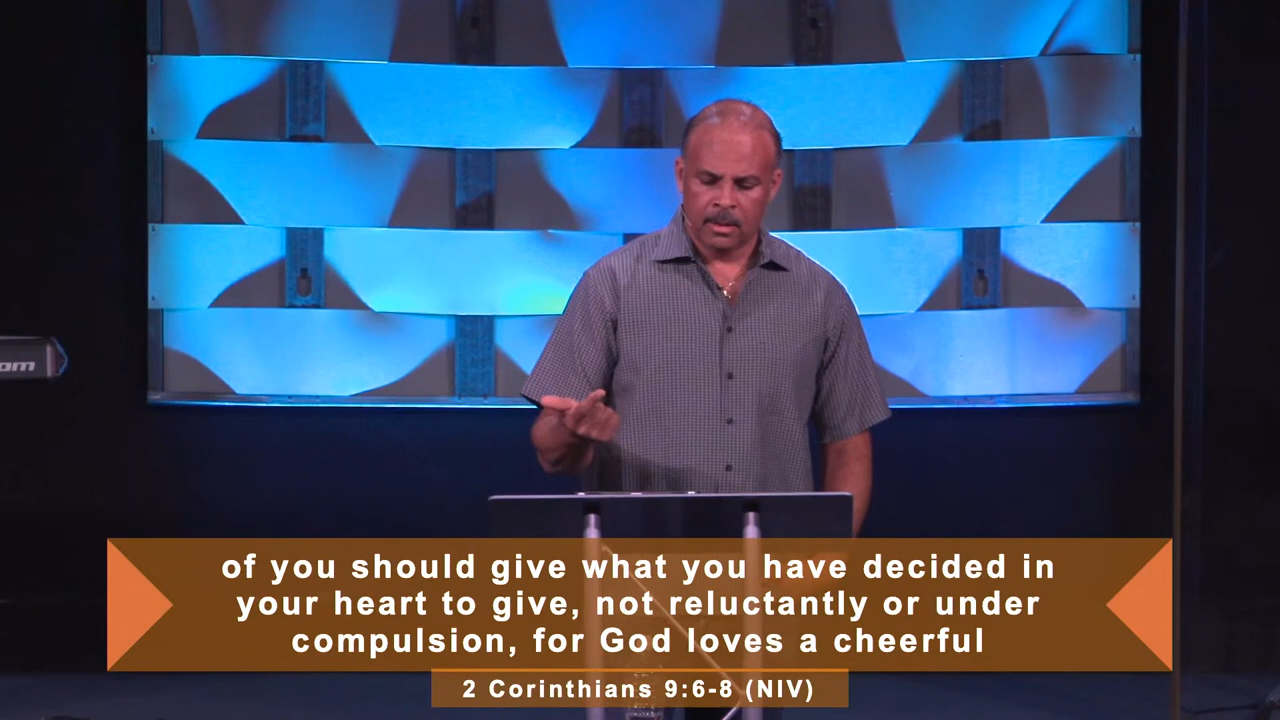 om
of you should give what you have decided in
your heart to give, not reluctantly or under
compulsion, for God loves a cheerful
2 Corinthians 9:6-8 (NIV)